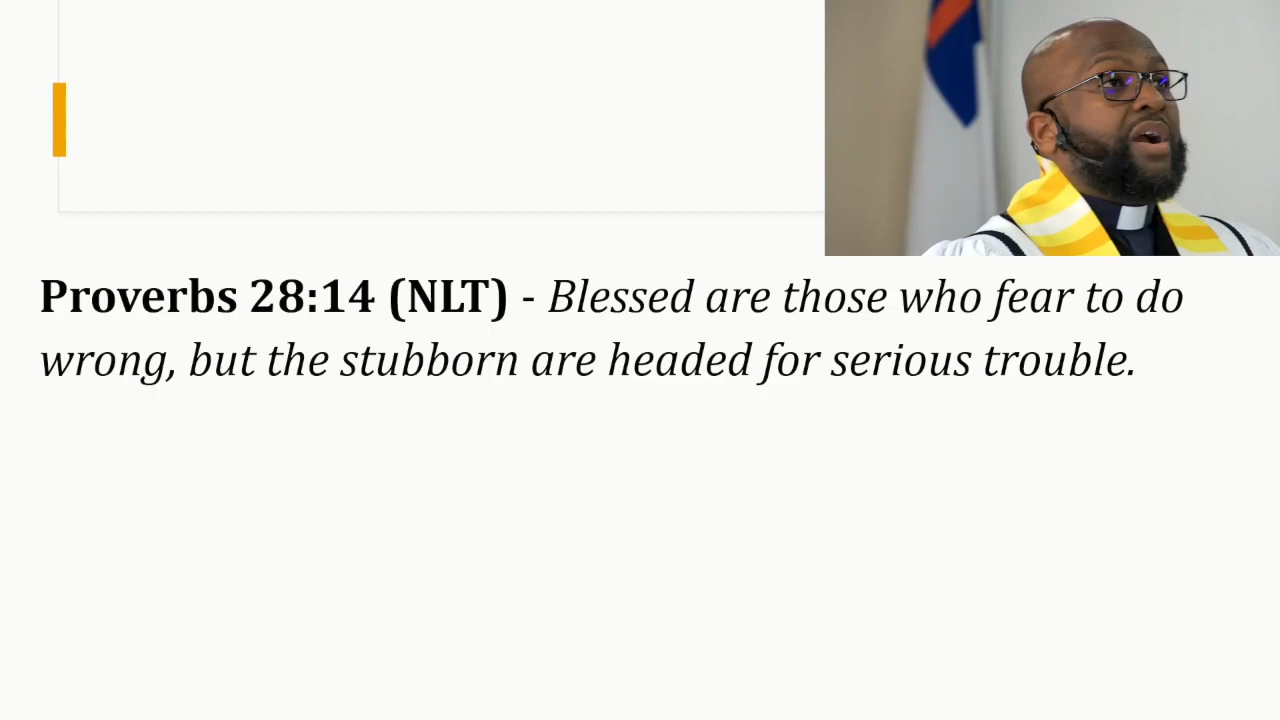 Proverbs 28:14 (NLT) - Blessed are those who fear to do
wrong, but the stubborn are headed for serious trouble.